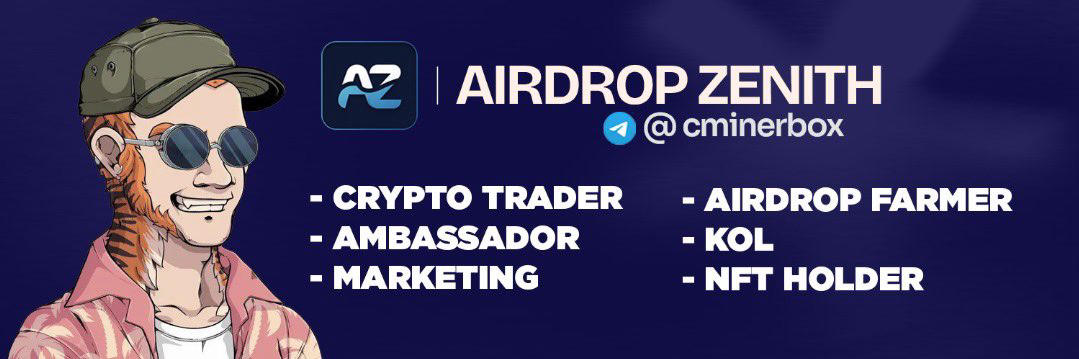 AZ | AIRDROP ZENITH
@cminerbox
- CRYPTO TRADER
- AMBASSADOR
- MARKETING
- AIRDROP FARMER
- KOL
- NFT HOLDER